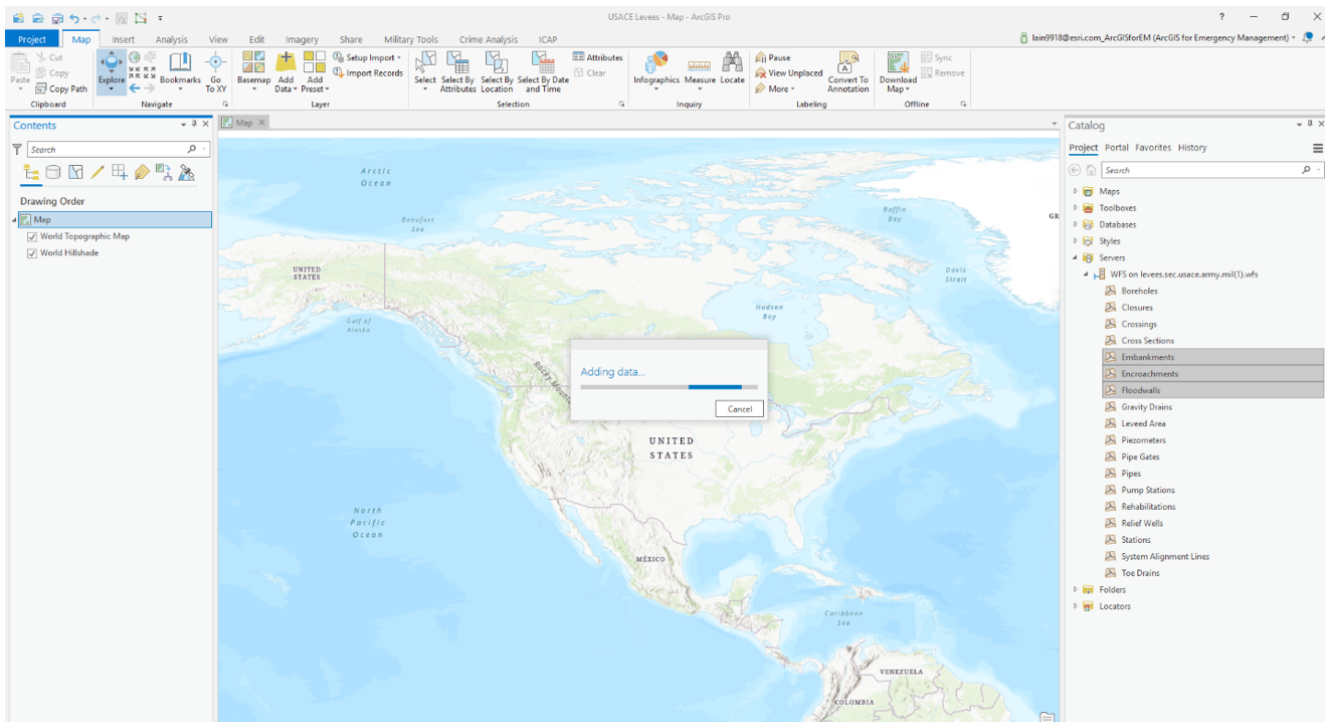 USACE Levees - Map - ArcGIS Pro
Project Map Insert Analysis View Edit Imagery Share Military Tools Crime Analysis ICAP
(ArcGIS for Emergency Management)
Cut
Copy
Copy Path
Paste
Clipboard
Explore
Bookmarks
Go To XY
Navigate
Basemap
Add Data
Add Preset
Setup Import
Import Records
Layer
Select
Select By Attributes
Select By Location
Select By Date and Time
Attributes
Clear
Selection
Infographics
Measure
Locate
Inquiry
Pause
View Unplaced
More
Convert To Annotation
Labeling
Download Map
Sync
Remove
Offline
Contents
Search
Drawing Order
Map
World Topographic Map
World Hillshade
Map
Arctic Ocean
Beaufort Sea
Baffin Bay
GR
UNITED STATES
Davis Strait
Gulf of Alaska
Hudson Bay
Rocky Mount
Adding data...
Cancel
UNITED STATES
North Pacific Ocean
MÉXICO
Caribbean Sea
VENEZUELA
COLOMBIA
Catalog
Project Portal Favorites History
Search
Maps
Toolboxes
Databases
Styles
Servers
WFS on levees.sec.usace.army.mil(1).wfs
Boreholes
Closures
Crossings
Cross Sections
Embankments
Encroachments
Floodwalls
Gravity Drains
Leveed Area
Piezometers
Pipe Gates
Pipes
Pump Stations
Rehabilitations
Relief Wells
Stations
System Alignment Lines
Toe Drains
Folders
Locators